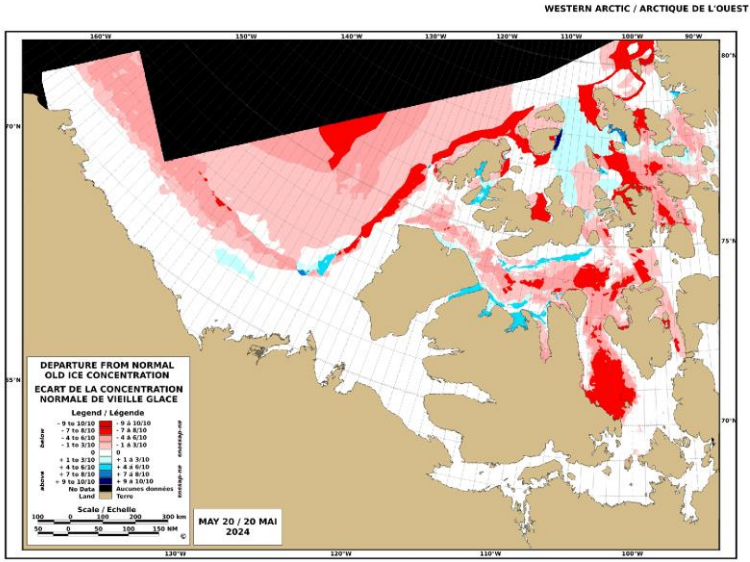 WESTERN ARCTIC / ARCTIQUE DE L'OUEST
160°W 150°W 140°W 130°W 120°W 110°W 100°W 90°W
80°N
70°N
75°N
65°N
70°N
DEPARTURE FROM NORMAL
OLD ICE CONCENTRATION
ECART DE LA CONCENTRATION
NORMALE DE VIEILLE GLACE
Legend / Légende
below
- 9 to 10/10 - 9 à 10/10
- 7 to 8/10 - 7 à 8/10
- 4 to 6/10 - 4 à 6/10
- 1 to 3/10 - 1 à 3/10
0 0
above
+ 1 to 3/10 + 1 à 3/10
+ 4 to 6/10 + 4 à 6/10
+ 7 to 8/10 + 7 à 8/10
+ 9 to 10/10 + 9 à 10/10
No Data Aucunes données
Land Terre
Scale / Echelle
100 0 100 200 300 km
50 0 50 100 150 NM
©
MAY 20 / 20 MAI
2024
130°W 120°W 110°W 100°W